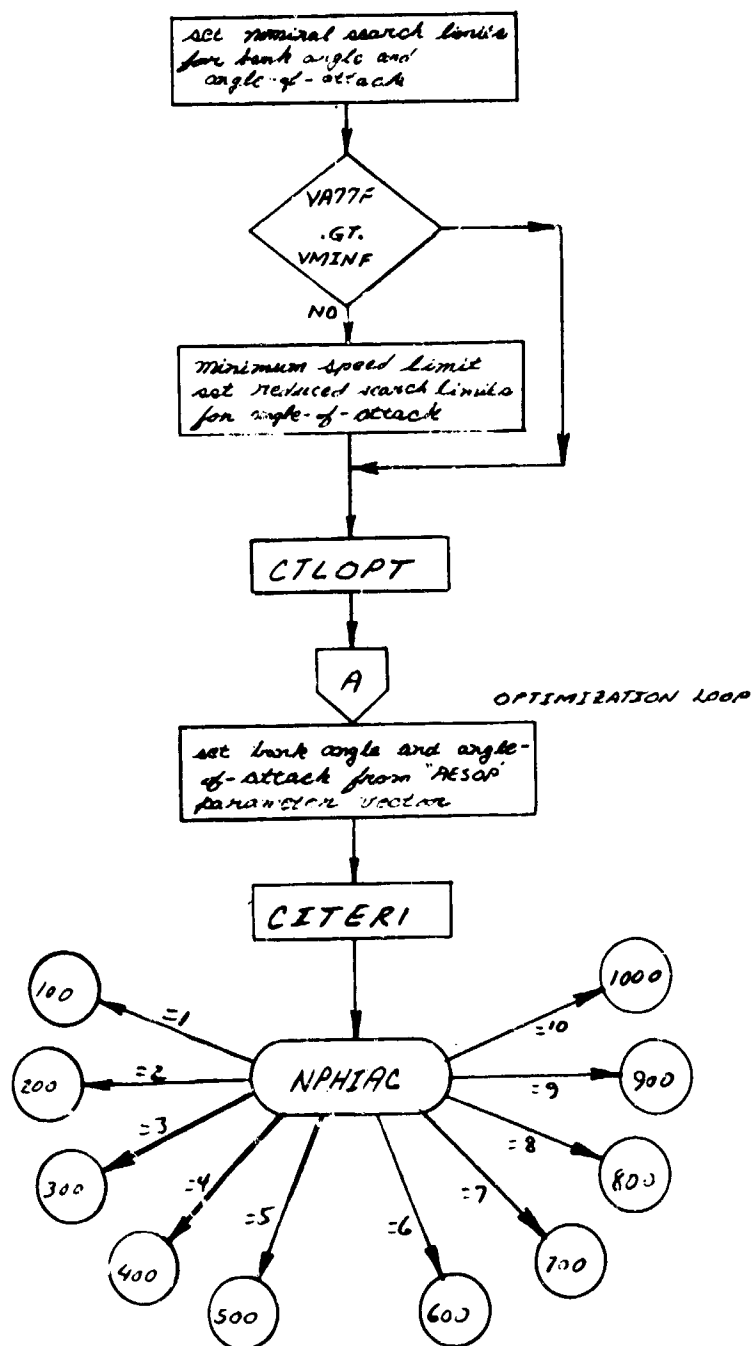 set nominal search limits
for bank angle and
angle-of-attack
VA77F
.GT.
VMINF
NO
minimum speed limit
set reduced search limits
for angle-of-attack
CTLOPT
A
OPTIMIZATION LOOP
set bank angle and angle-
of-attack from "AESOP"
parameter vector
CITER1
NPHIAC
100
=1
1000
=10
200
=2
=9
900
=3
=8
300
=4
=7
800
400
=5
=6
700
500
600